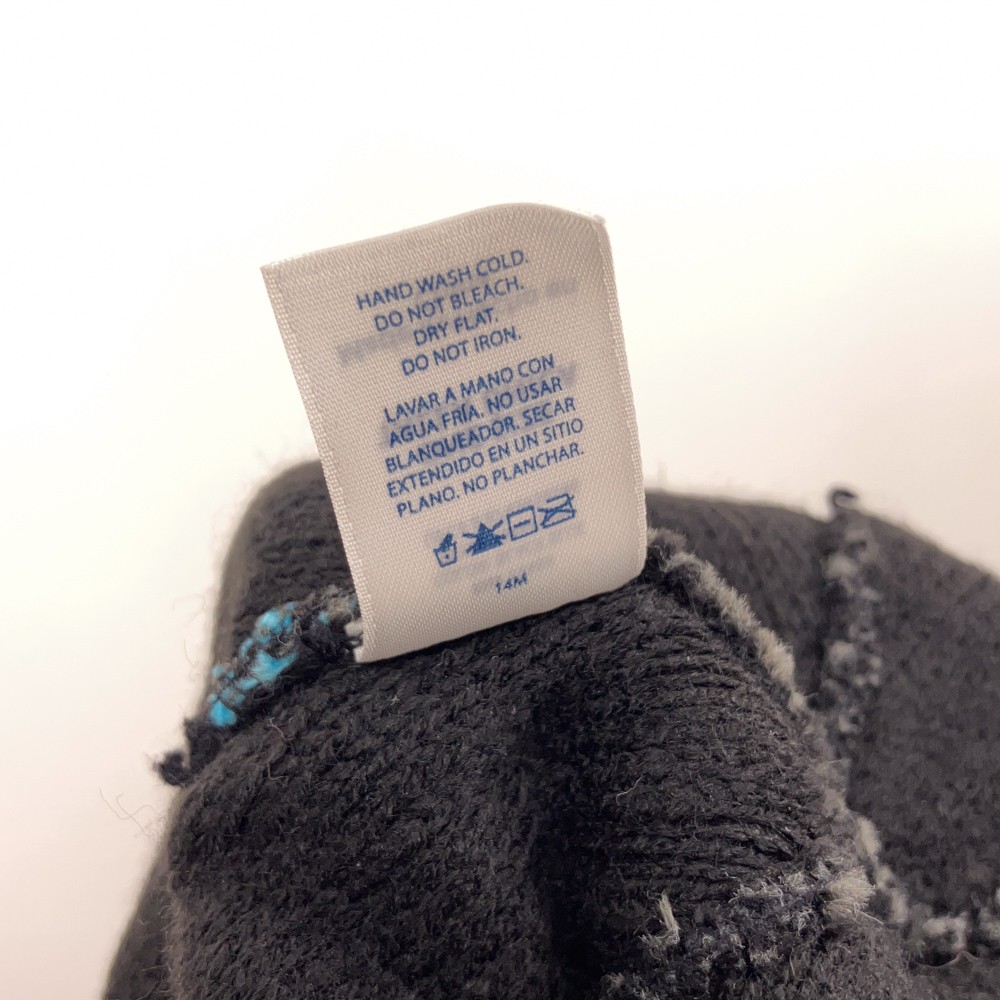 HAND WASH COLD.
DO NOT BLEACH.
DRY FLAT.
DO NOT IRON.
LAVAR A MANO CON
AGUA FRÍA. NO USAR
BLANQUEADOR. SECAR
EXTENDIDO EN UN SITIO
PLANO. NO PLANCHAR.
14M